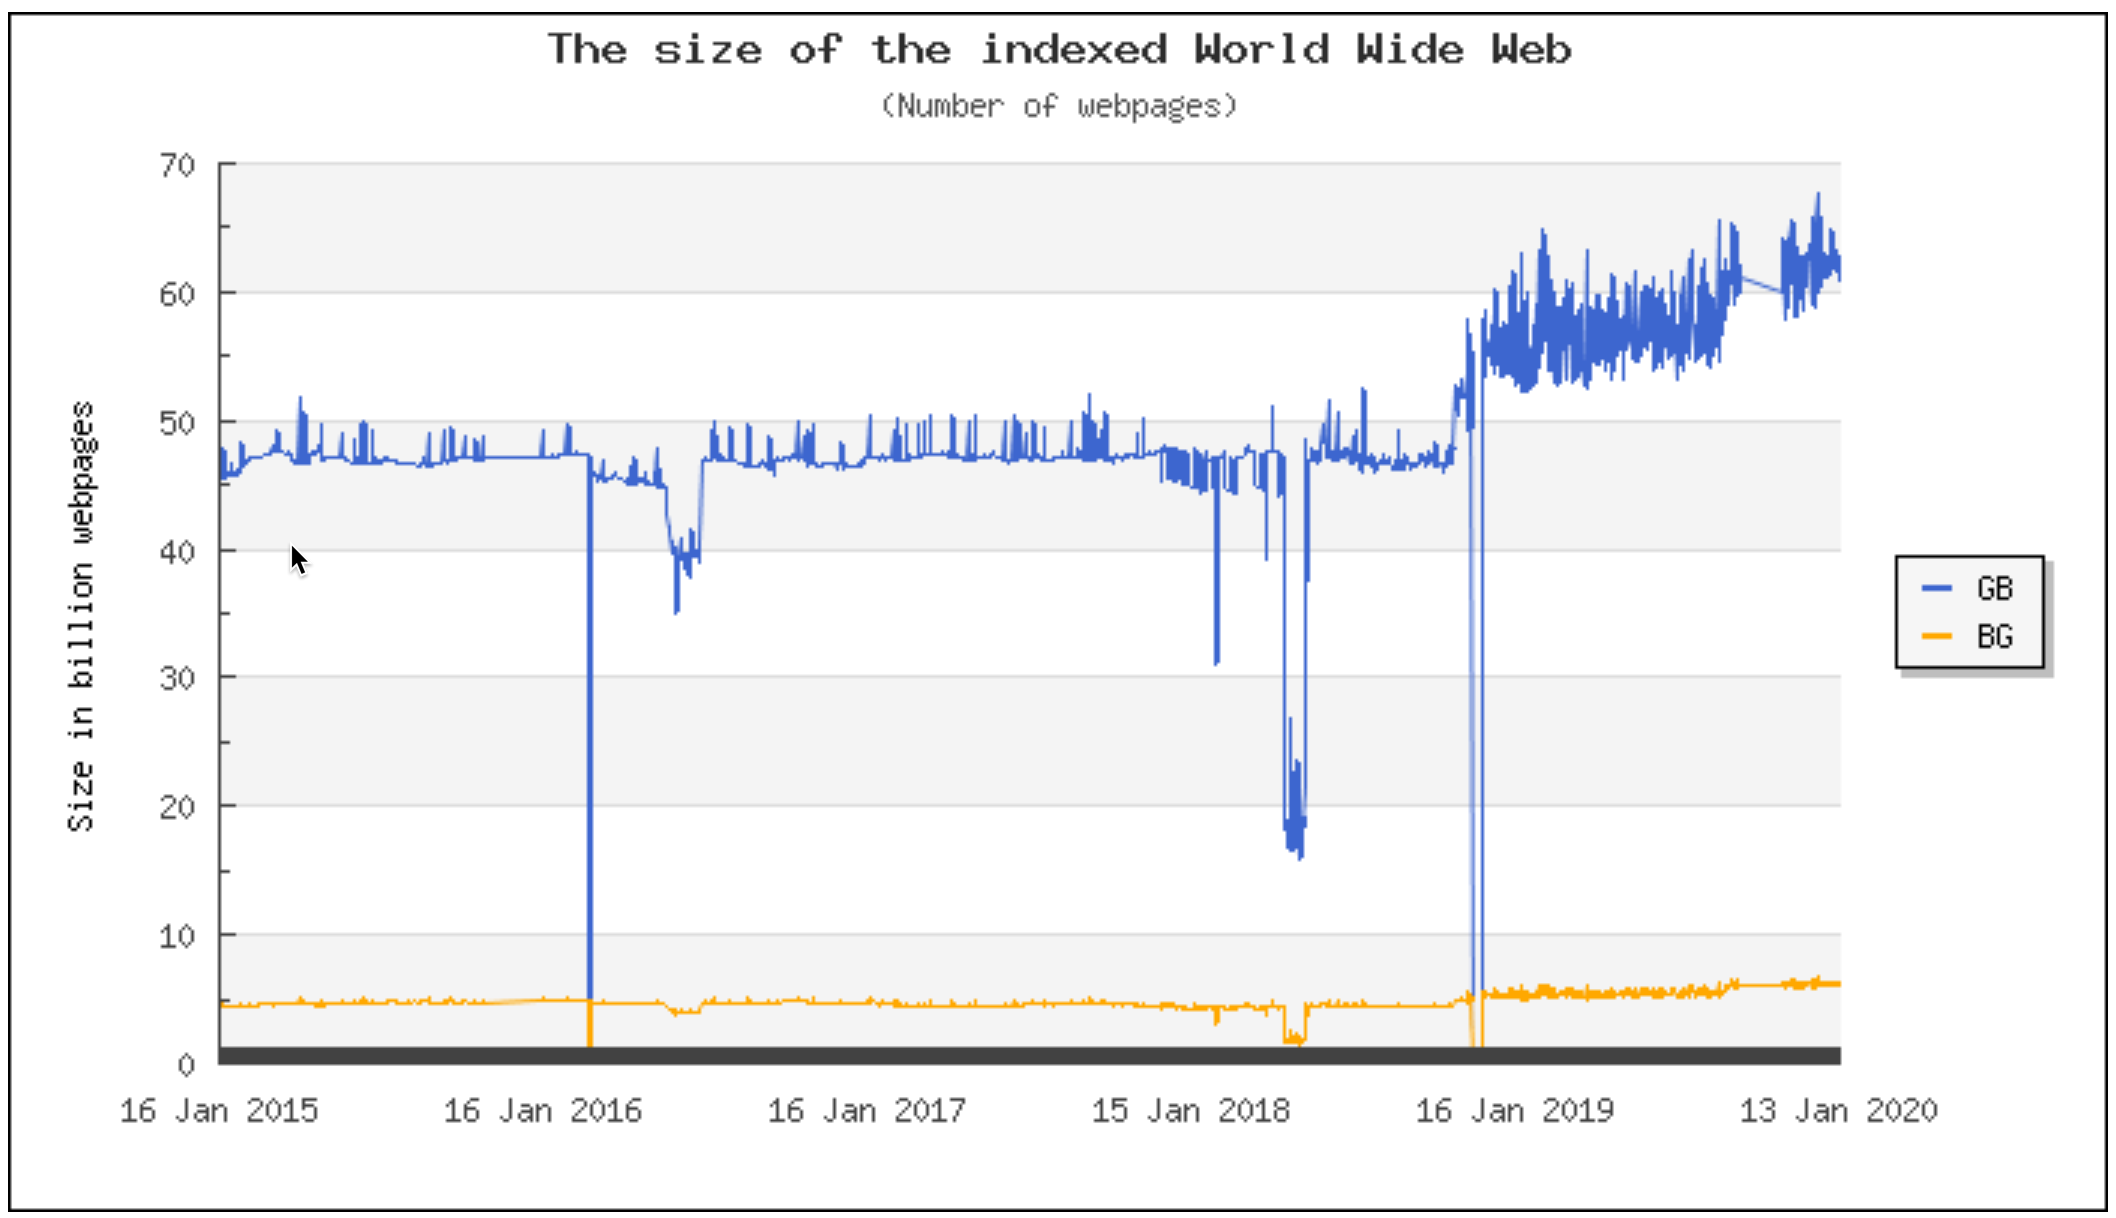 The size of the indexed World Wide Web
(Number of webpages)
Size in billion webpages
70
60
50
40
30
20
10
0
16 Jan 2015 16 Jan 2016 16 Jan 2017 15 Jan 2018 16 Jan 2019 13 Jan 2020
GB
BG